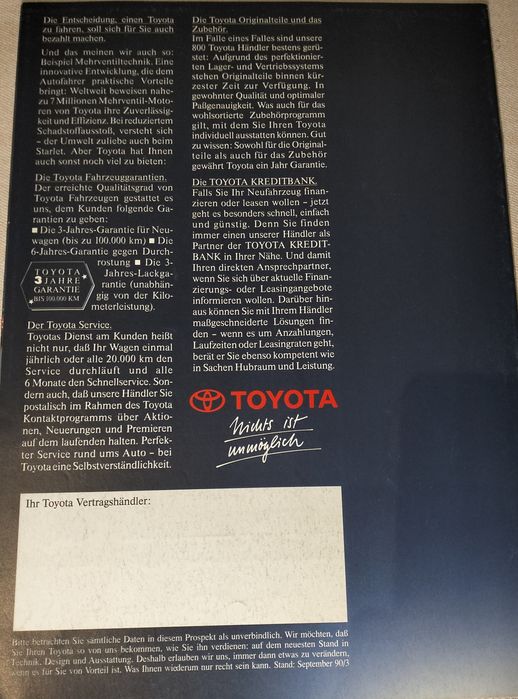 Die Entscheidung, einen Toyota
zu fahren, soll sich für Sie auch
bezahlt machen.
Und das meinen wir auch so:
Beispiel Mehrventiltechnik. Eine
innovative Entwicklung, die dem
Autofahrer praktische Vorteile
bringt: Weltweit beweisen nahe-
zu 7 Millionen Mehrventil-Moto-
ren von Toyota ihre Zuverlässig-
keit und Effizienz. Bei reduziertem
Schadstoffausstoß, versteht sich
- der Umwelt zuliebe auch beim
Starlet. Aber Toyota hat Ihnen
auch sonst noch viel zu bieten:
Die Toyota Fahrzeuggarantien.
Der erreichte Qualitätsgrad von
Toyota Fahrzeugen gestattet es
uns, dem Kunden folgende Ga-
rantien zu geben:
■ Die 3-Jahres-Garantie für Neu-
wagen (bis zu 100.000 km) ■ Die
6-Jahres-Garantie gegen Durch-
rostung ■ Die 3-
Jahres-Lackga-
rantie (unabhän-
gig von der Kilo-
meterleistung).
TOYOTA
3 JAHRE
GARANTIE
BIS 100.000 KM
Der Toyota Service.
Toyotas Dienst am Kunden heißt
nicht nur, daß Ihr Wagen einmal
jährlich oder alle 20.000 km den
Service durchläuft und alle
6 Monate den Schnellservice. Son-
dern auch, daß unsere Händler Sie
postalisch im Rahmen des Toyota
Kontaktprogramms über Aktio-
nen, Neuerungen und Premieren
auf dem laufenden halten. Perfek-
ter Service rund ums Auto - bei
Toyota eine Selbstverständlichkeit.
Die Toyota Originalteile und das
Zubehör.
Im Falle eines Falles sind unsere
800 Toyota Händler bestens gerü-
stet: Aufgrund des perfektionier-
ten Lager- und Vertriebssystems
stehen Originalteile binnen kür-
zester Zeit zur Verfügung. In
gewohnter Qualität und optimaler
Paßgenauigkeit. Was auch für das
wohlsortierte Zubehörprogramm
gilt, mit dem Sie Ihren Toyota
individuell ausstatten können. Gut
zu wissen: Sowohl für die Original-
teile als auch für das Zubehör
gewährt Toyota ein Jahr Garantie.
Die TOYOTA KREDITBANK.
Falls Sie Ihr Neufahrzeug finan-
zieren oder leasen wollen - jetzt
geht es besonders schnell, einfach
und günstig. Denn Sie finden
immer einen unserer Händler als
Partner der TOYOTA KREDIT-
BANK in Ihrer Nähe. Und damit
Ihren direkten Ansprechpartner,
wenn Sie sich über aktuelle Finan-
zierungs- oder Leasingangebote
informieren wollen. Darüber hin-
aus können Sie mit Ihrem Händler
maßgeschneiderte Lösungen fin-
den - wenn es um Anzahlungen,
Laufzeiten oder Leasingraten geht,
berät er Sie ebenso kompetent wie
in Sachen Hubraum und Leistung.
TOYOTA
Nichts ist
unmöglich
Ihr Toyota Vertragshändler:
Bitte betrachten Sie sämtliche Daten in diesem Prospekt als unverbindlich. Wir möchten, daß
Sie Ihren Toyota so von uns bekommen, wie Sie ihn verdienen: auf dem neuesten Stand in
Technik, Design und Ausstattung. Deshalb erlauben wir uns, immer dann etwas zu verändern,
wenn es für Sie von Vorteil ist. Was Ihnen wiederum nur recht sein kann. Stand: September 90/3